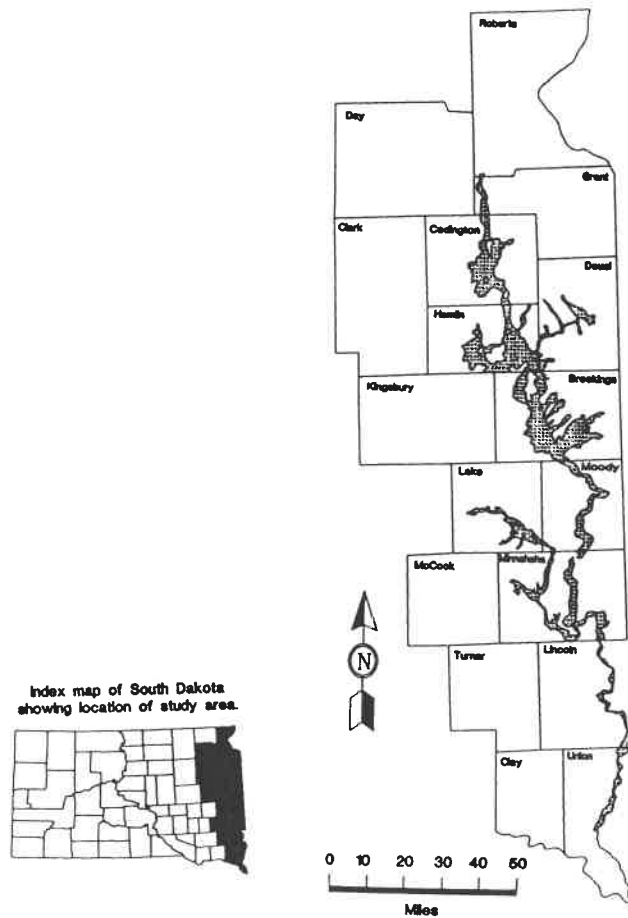 Roberts
Day
Grant
Clark
Codington
Deuel
Hamlin
Kingsbury
Brookings
Lake
Moody
McCook
Minnehaha
N
Turner
Lincoln
Index map of South Dakota
showing location of study area.
Clay
Union
0 10 20 30 40 50
Miles